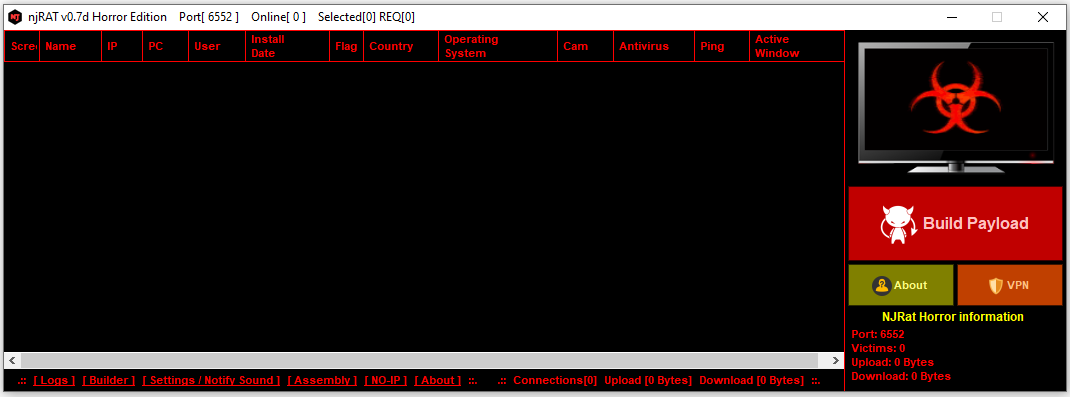 njRAT v0.7d Horror Edition Port[ 6552 ] Online[ 0 ] Selected[0] REQ[0]
Scre Name IP PC User Install Date Flag Country Operating System Cam Antivirus Ping Active Window
Build Payload
About VPN
NJRat Horror information
Port: 6552
Victims: 0
Upload: 0 Bytes
Download: 0 Bytes
.:: [ Logs ] [ Builder ] [ Settings / Notify Sound ] [ Assembly ] [ NO-IP ] [ About ] ::. .:: Connections[0] Upload [0 Bytes] Download [0 Bytes] ::.